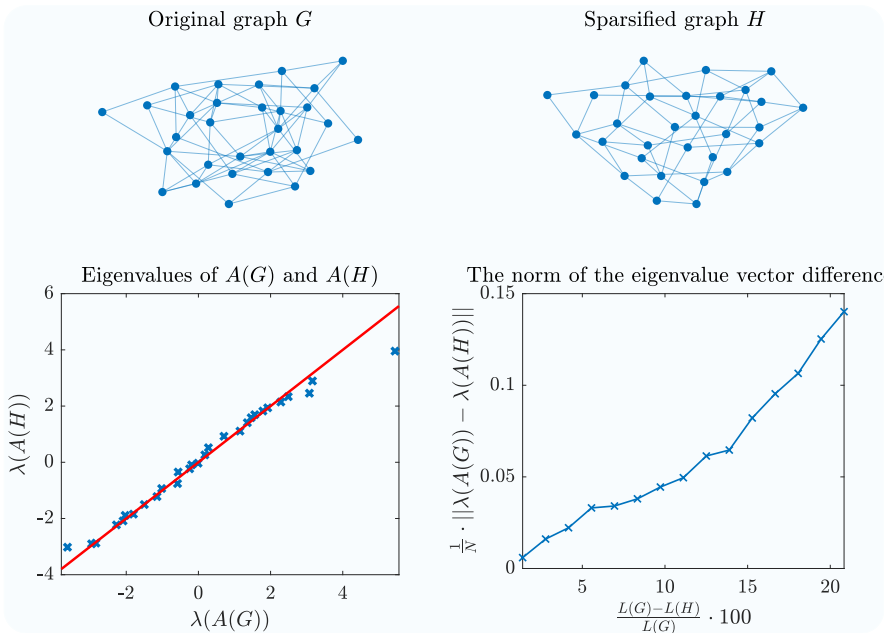 Original graph G
Sparsified graph H
Eigenvalues of A(G) and A(H)
6
4
2
0
-2
-4
-2
0
2
4
λ(A(H))
λ(A(G))
The norm of the eigenvalue vector difference
0.15
0.1
0.05
0
5
10
15
20
1/N · ||λ(A(G)) − λ(A(H))||
L(G)−L(H)/L(G) · 100